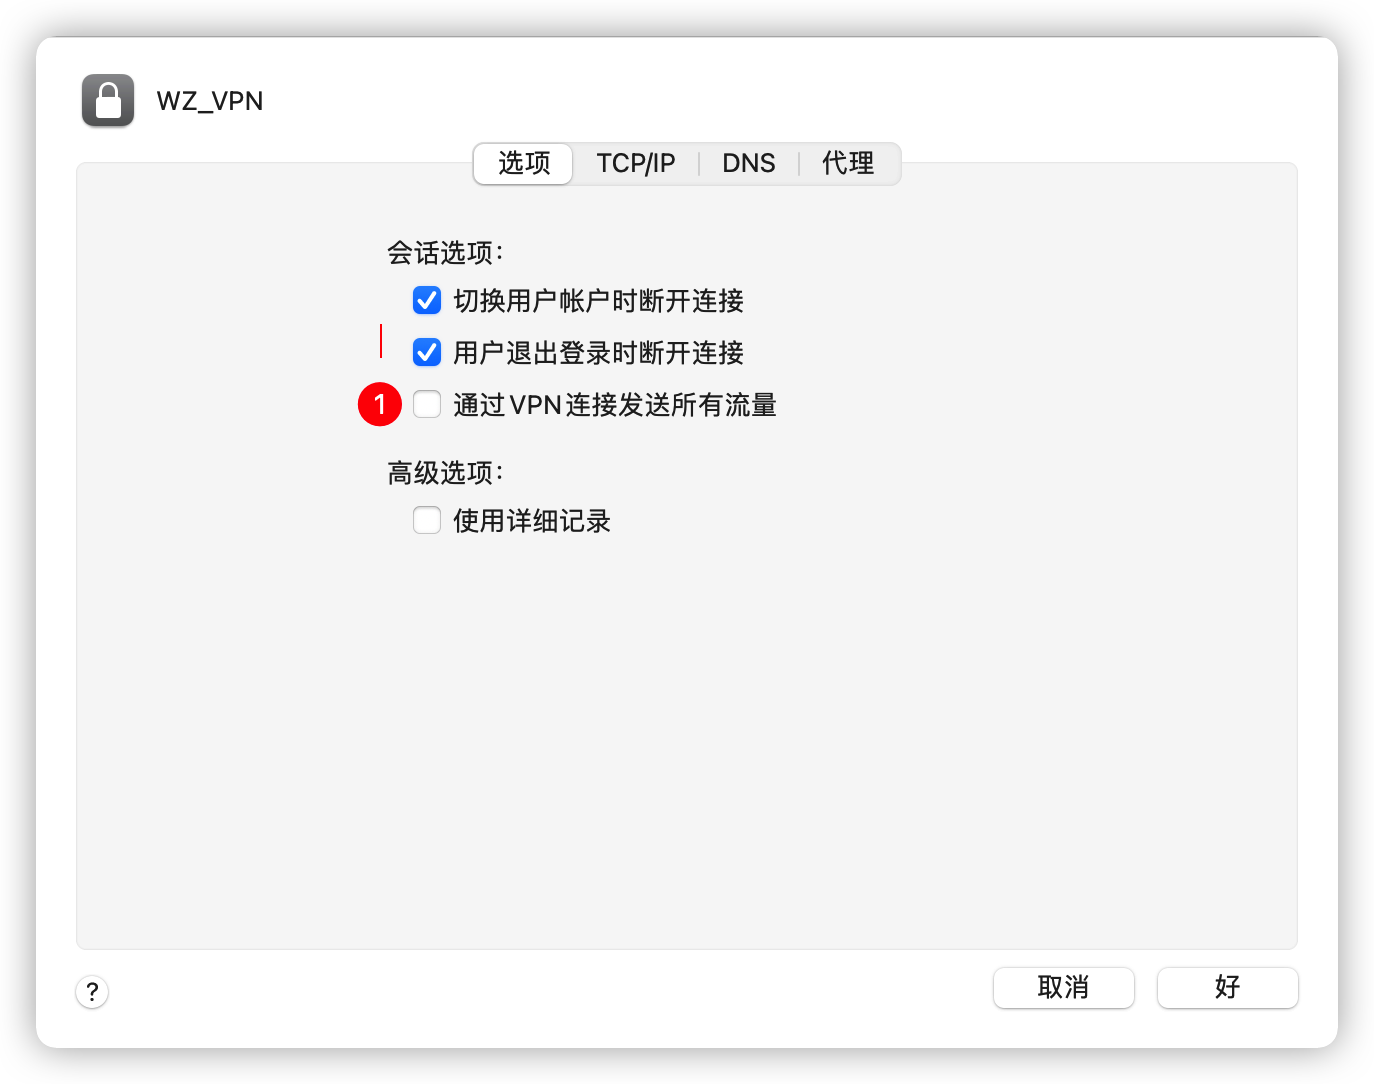 WZ_VPN
选项 TCP/IP DNS 代理
会话选项：
切换用户帐户时断开连接
用户退出登录时断开连接
1 通过 VPN 连接发送所有流量
高级选项：
使用详细记录
? 取消 好